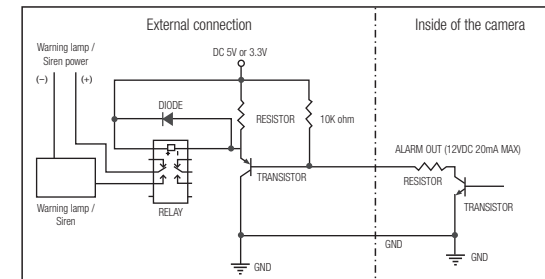 External connection
Inside of the camera
Warning lamp /
Siren power
(−)
(+)
DC 5V or 3.3V
DIODE
RESISTOR
10K ohm
ALARM OUT (12VDC 20mA MAX)
RESISTOR
TRANSISTOR
TRANSISTOR
RELAY
Warning lamp /
Siren
GND
GND
GND